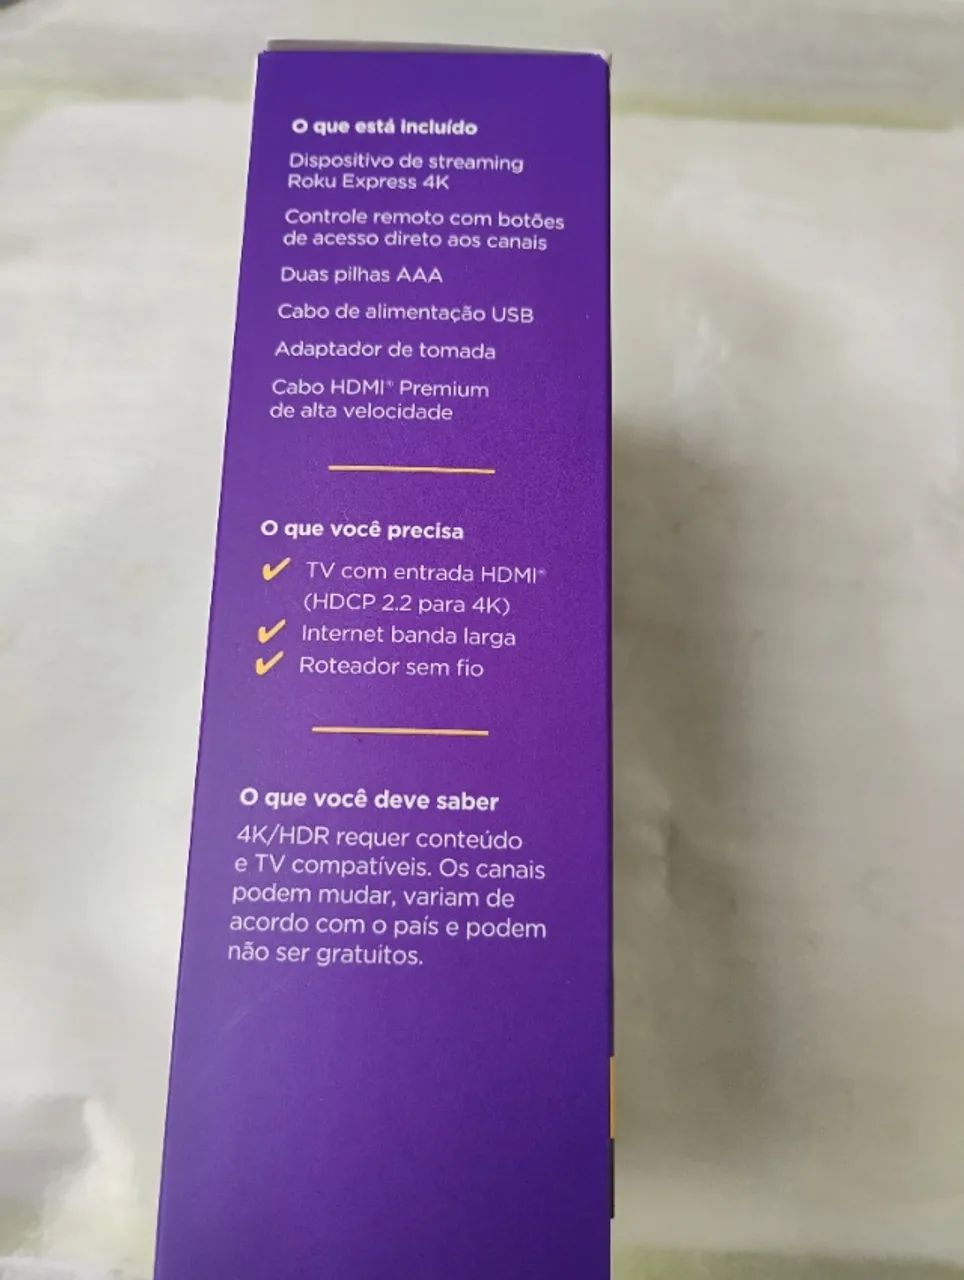 O que está incluído
Dispositivo de streaming
Roku Express 4K
Controle remoto com botões
de acesso direto aos canais
Duas pilhas AAA
Cabo de alimentação USB
Adaptador de tomada
Cabo HDMI® Premium
de alta velocidade
O que você precisa
✔ TV com entrada HDMI®
(HDCP 2.2 para 4K)
✔ Internet banda larga
✔ Roteador sem fio
O que você deve saber
4K/HDR requer conteúdo
e TV compatíveis. Os canais
podem mudar, variam de
acordo com o país e podem
não ser gratuitos.